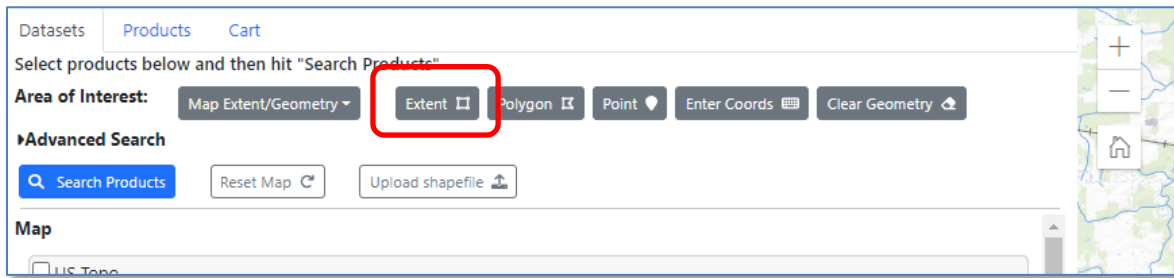 Datasets Products Cart
Select products below and then hit "Search Products"
Area of Interest: Map Extent/Geometry Extent Polygon Point Enter Coords Clear Geometry
Advanced Search
Search Products Reset Map Upload shapefile
Map
US Topo